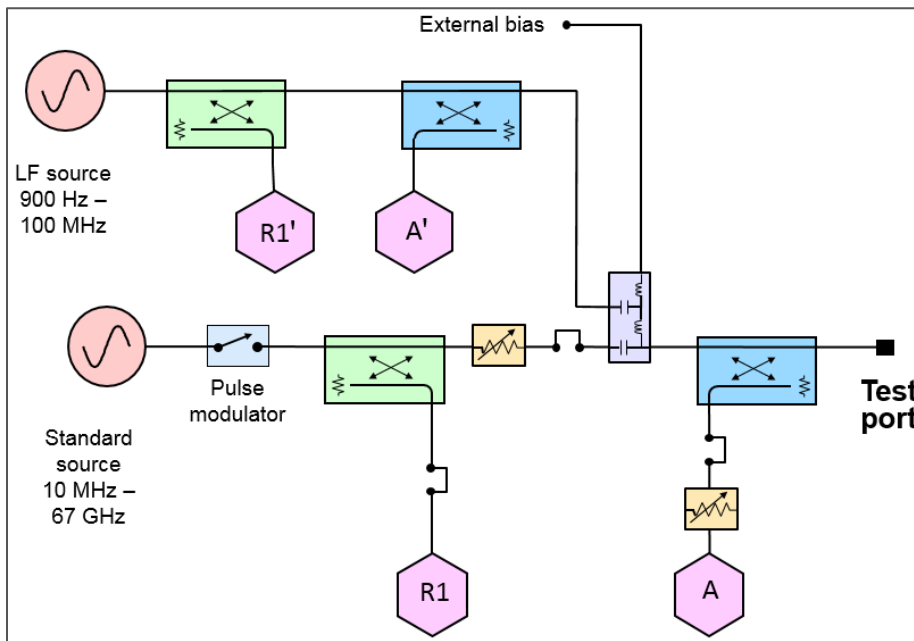 External bias
LF source
900 Hz –
100 MHz
R1'
A'
Pulse
modulator
Standard
source
10 MHz –
67 GHz
Test
port
R1
A